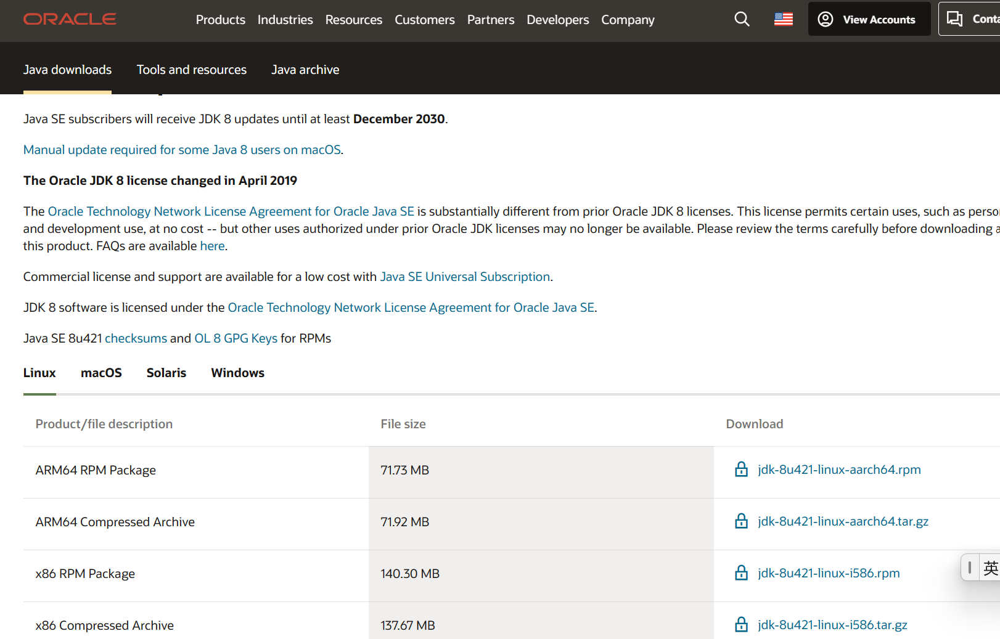 ORACLE
Products Industries Resources Customers Partners Developers Company
View Accounts
Java downloads Tools and resources Java archive
Java SE subscribers will receive JDK 8 updates until at least December 2030.
Manual update required for some Java 8 users on macOS.
The Oracle JDK 8 license changed in April 2019
The Oracle Technology Network License Agreement for Oracle Java SE is substantially different from prior Oracle JDK 8 licenses. This license permits certain uses, such as
and development use, at no cost -- but other uses authorized under prior Oracle JDK licenses may no longer be available. Please review the terms carefully before downloading
this product. FAQs are available here.
Commercial license and support are available for a low cost with Java SE Universal Subscription.
JDK 8 software is licensed under the Oracle Technology Network License Agreement for Oracle Java SE.
Java SE 8u421 checksums and OL 8 GPG Keys for RPMs
Linux macOS Solaris Windows
Product/file description File size Download
ARM64 RPM Package 71.73 MB jdk-8u421-linux-aarch64.rpm
ARM64 Compressed Archive 71.92 MB jdk-8u421-linux-aarch64.tar.gz
x86 RPM Package 140.30 MB jdk-8u421-linux-i586.rpm
英
x86 Compressed Archive 137.67 MB jdk-8u421-linux-i586.tar.gz